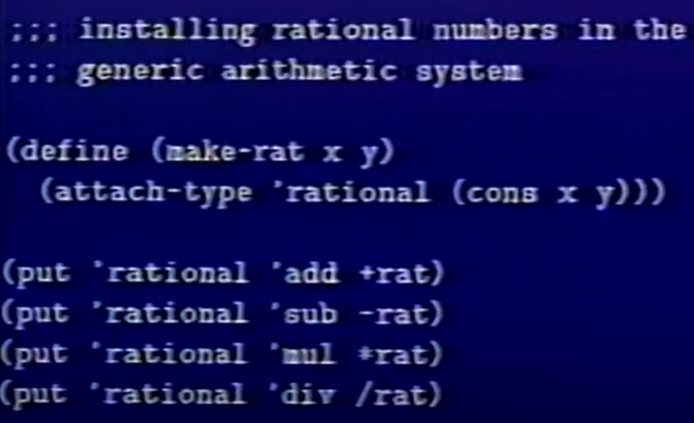 ;;; installing rational numbers in the
;;; generic arithmetic system
(define (make-rat x y)
(attach-type 'rational (cons x y)))
(put 'rational 'add +rat)
(put 'rational 'sub -rat)
(put 'rational 'mul *rat)
(put 'rational 'div /rat)